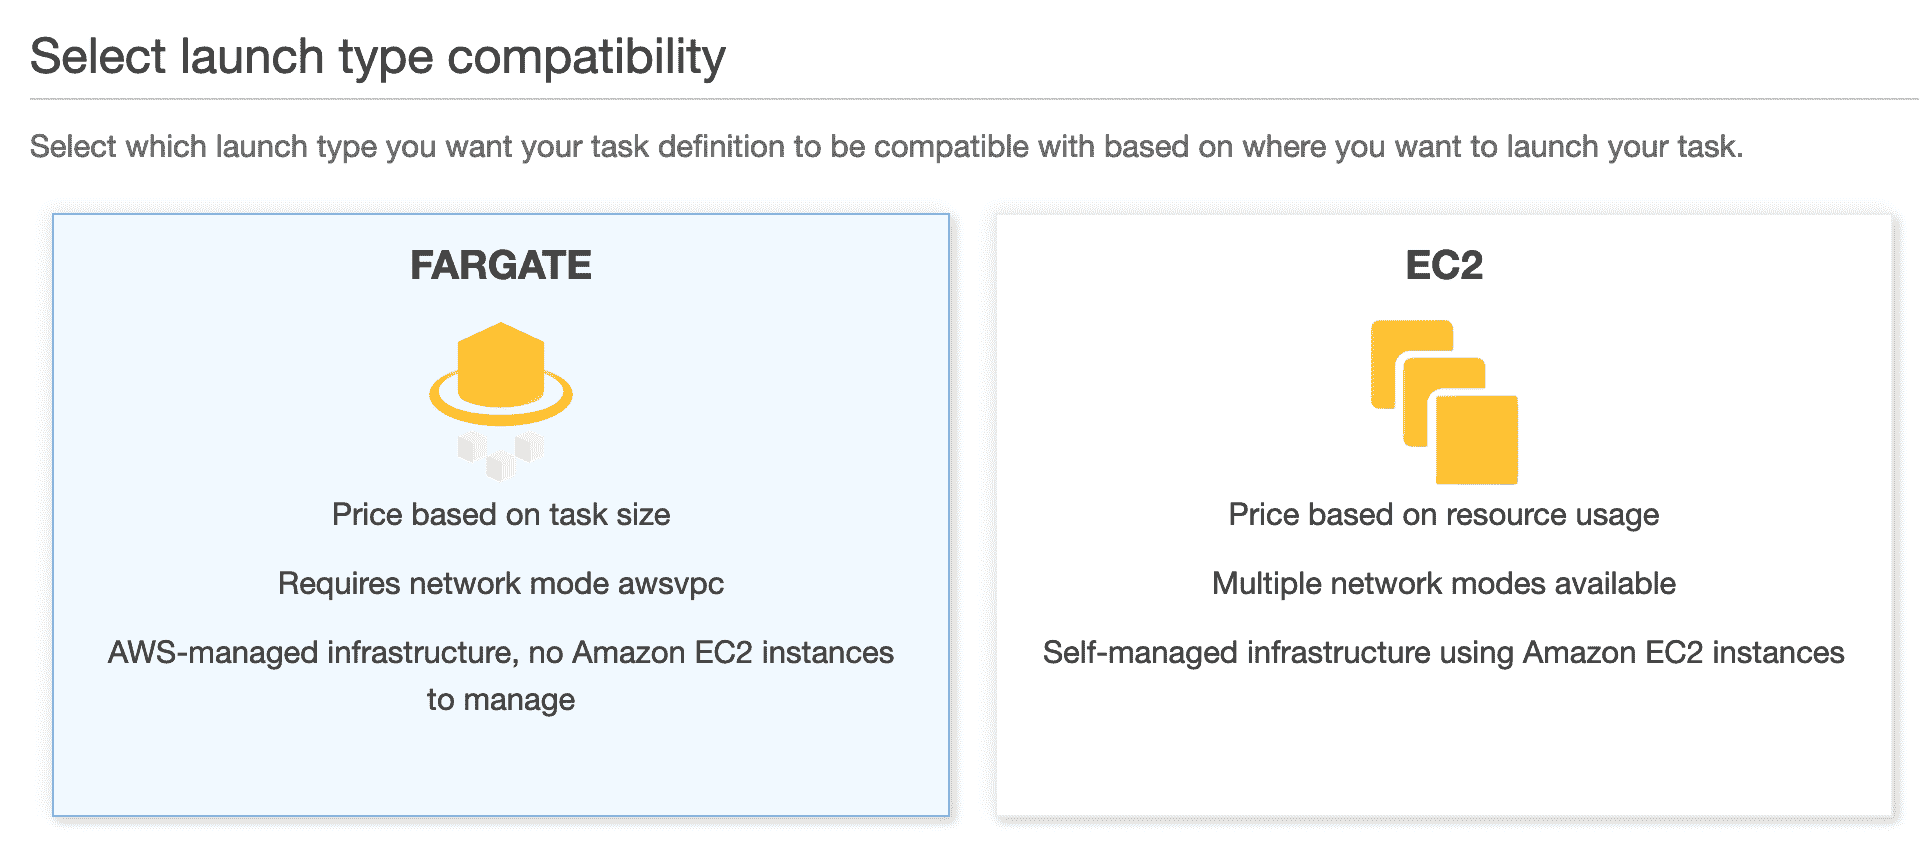 Select launch type compatibility
Select which launch type you want your task definition to be compatible with based on where you want to launch your task.
FARGATE
Price based on task size
Requires network mode awsvpc
AWS-managed infrastructure, no Amazon EC2 instances
to manage
EC2
Price based on resource usage
Multiple network modes available
Self-managed infrastructure using Amazon EC2 instances